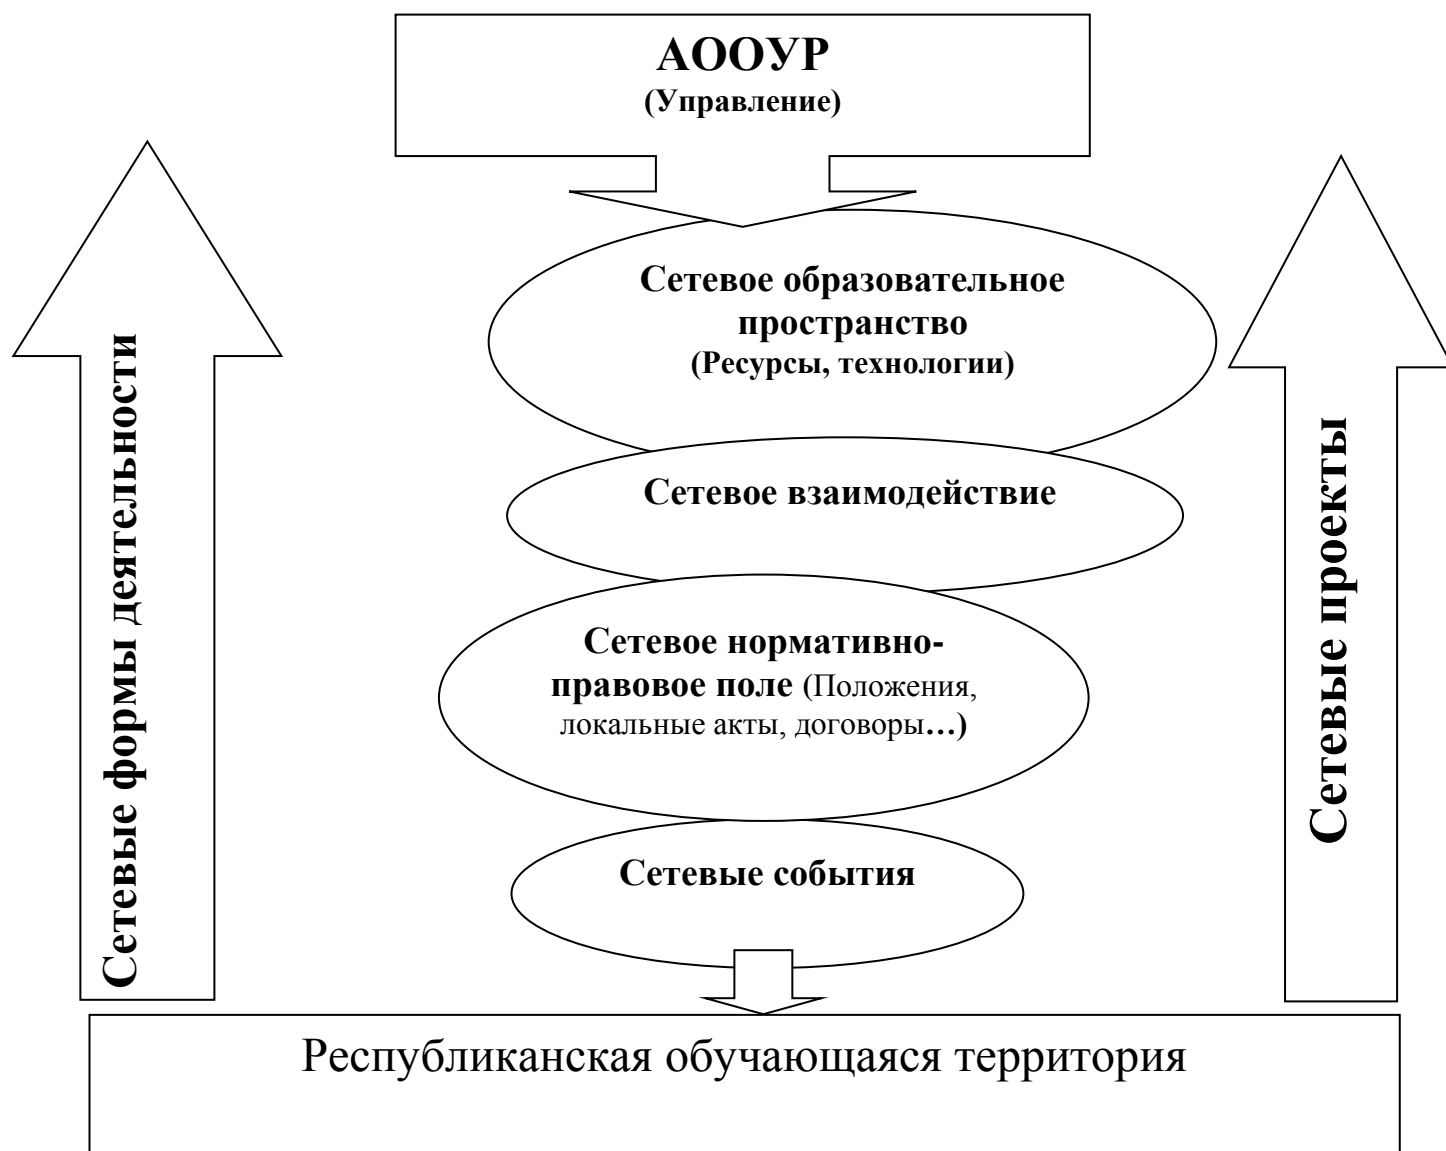 АООУР
(Управление)
Сетевое образовательное
пространство
(Ресурсы, технологии)
Сетевое взаимодействие
Сетевое нормативно-
правовое поле (Положения,
локальные акты, договоры…)
Сетевые события
Сетевые формы деятельности
Сетевые проекты
Республиканская обучающаяся территория